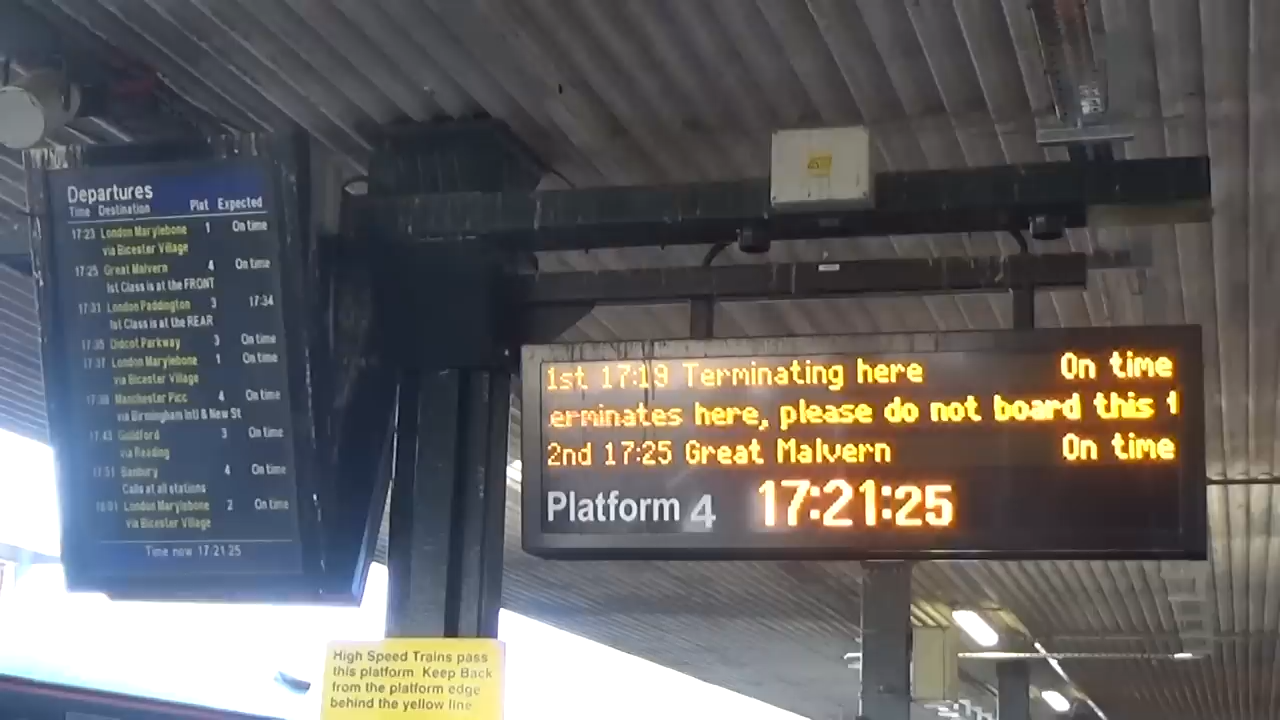 Departures
Time Destination Plat Expected
17:23 London Marylebone 1 On time
via Bicester Village
17:25 Great Malvern 4 On time
1st Class is at the FRONT
17:31 London Paddington 3 17:34
1st Class is at the REAR
17:35 Didcot Parkway 3 On time
17:37 London Marylebone 1 On time
via Bicester Village
Manchester Picc 4 On time
via Birmingham Intl & New St
17:43 Guildford 3 On time
via Reading
17:51 Banbury 4 On time
Calls at all stations
18:01 London Marylebone 2 On time
via Bicester Village
Time now 17:21:25
1st 17:19 Terminating here On time
erminates here, please do not board this t
2nd 17:25 Great Malvern On time
Platform 4 17:21:25
High Speed Trains pass
this platform Keep Back
from the platform edge
behind the yellow line